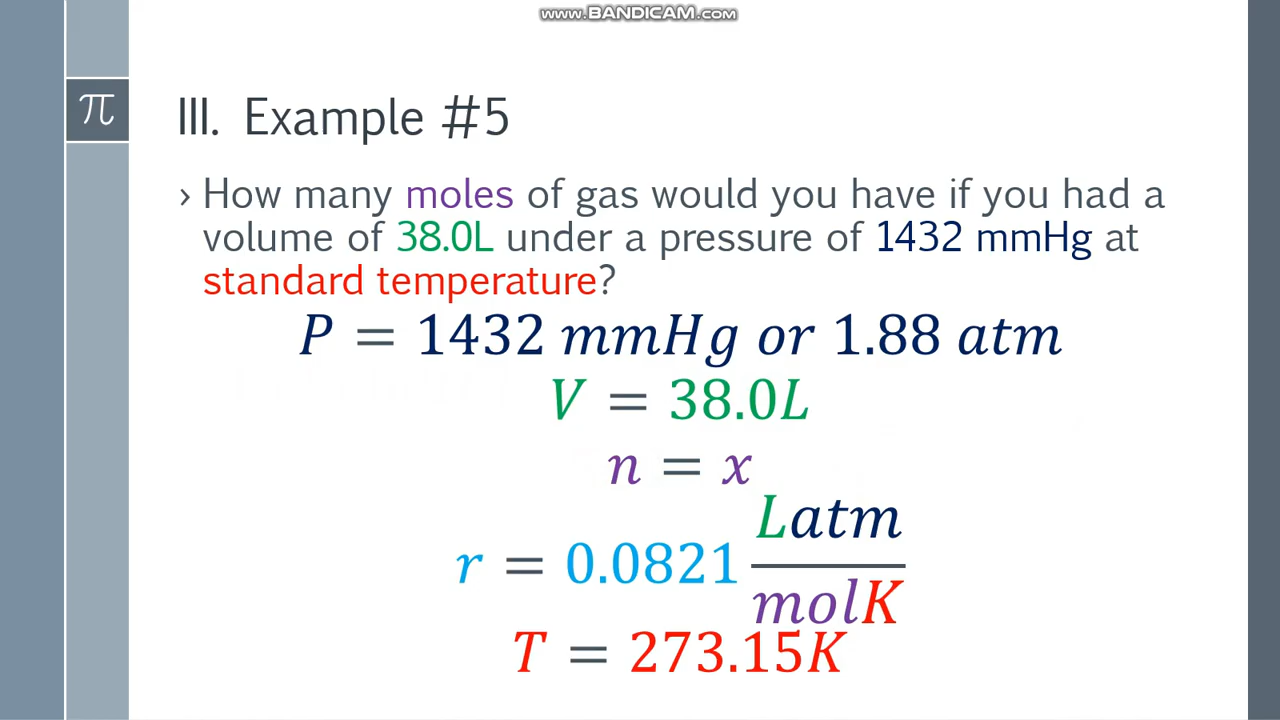 www.BANDICAM.com
π
III. Example #5
› How many moles of gas would you have if you had a
volume of 38.0L under a pressure of 1432 mmHg at
standard temperature?
P = 1432 mmHg or 1.88 atm
V = 38.0L
n = x
r = 0.0821 Latm/molK
T = 273.15K